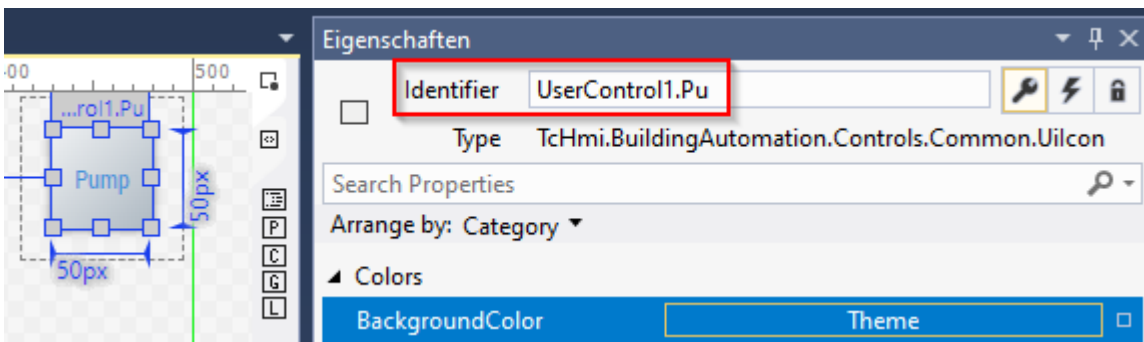 Eigenschaften
500
...rol1.Pu
Pump
50px
50px
P
C
G
L
Identifier UserControl1.Pu
Type TcHmi.BuildingAutomation.Controls.Common.UiIcon
Search Properties
Arrange by: Category
Colors
BackgroundColor Theme